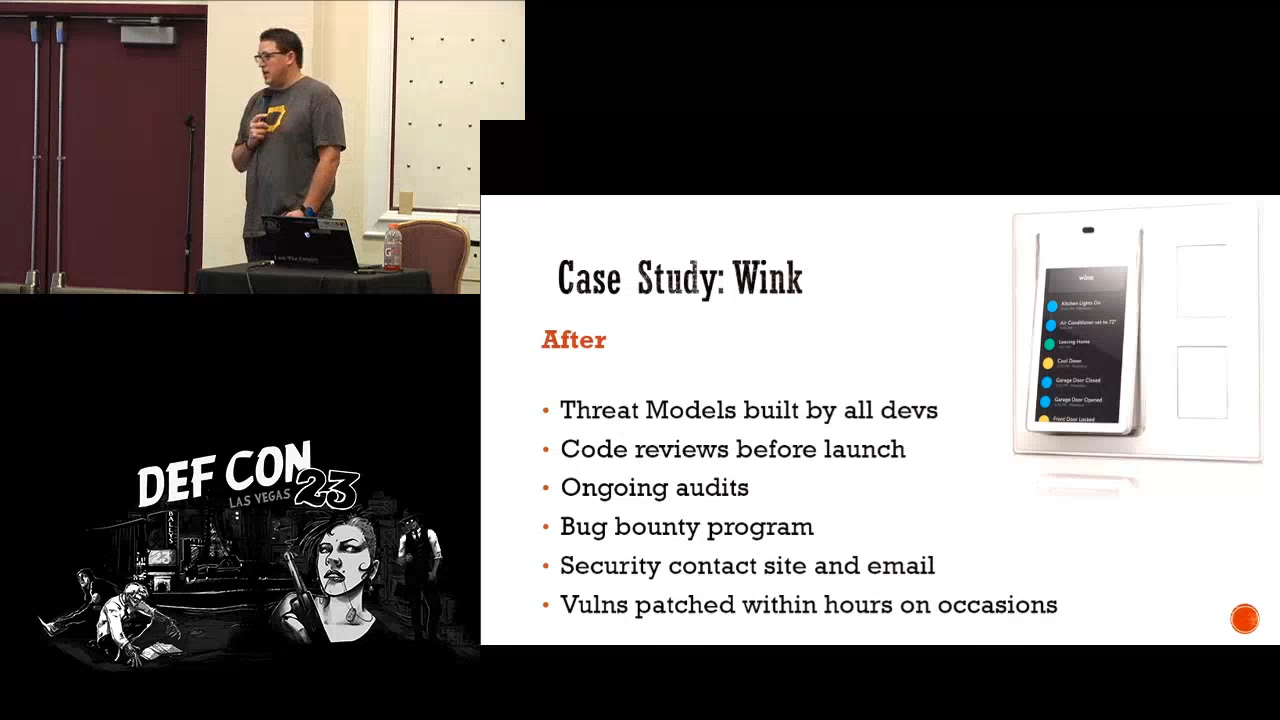 Case Study: Wink
After
• Threat Models built by all devs
• Code reviews before launch
• Ongoing audits
• Bug bounty program
• Security contact site and email
• Vulns patched within hours on occasions
wink
Kitchen Lights On
Air Conditioner set to 72°
Leaving Home
Cool Down
Garage Door Closed
Garage Door Opened
Front Door Locked
DEF CON
LAS VEGAS 23
BALLYS